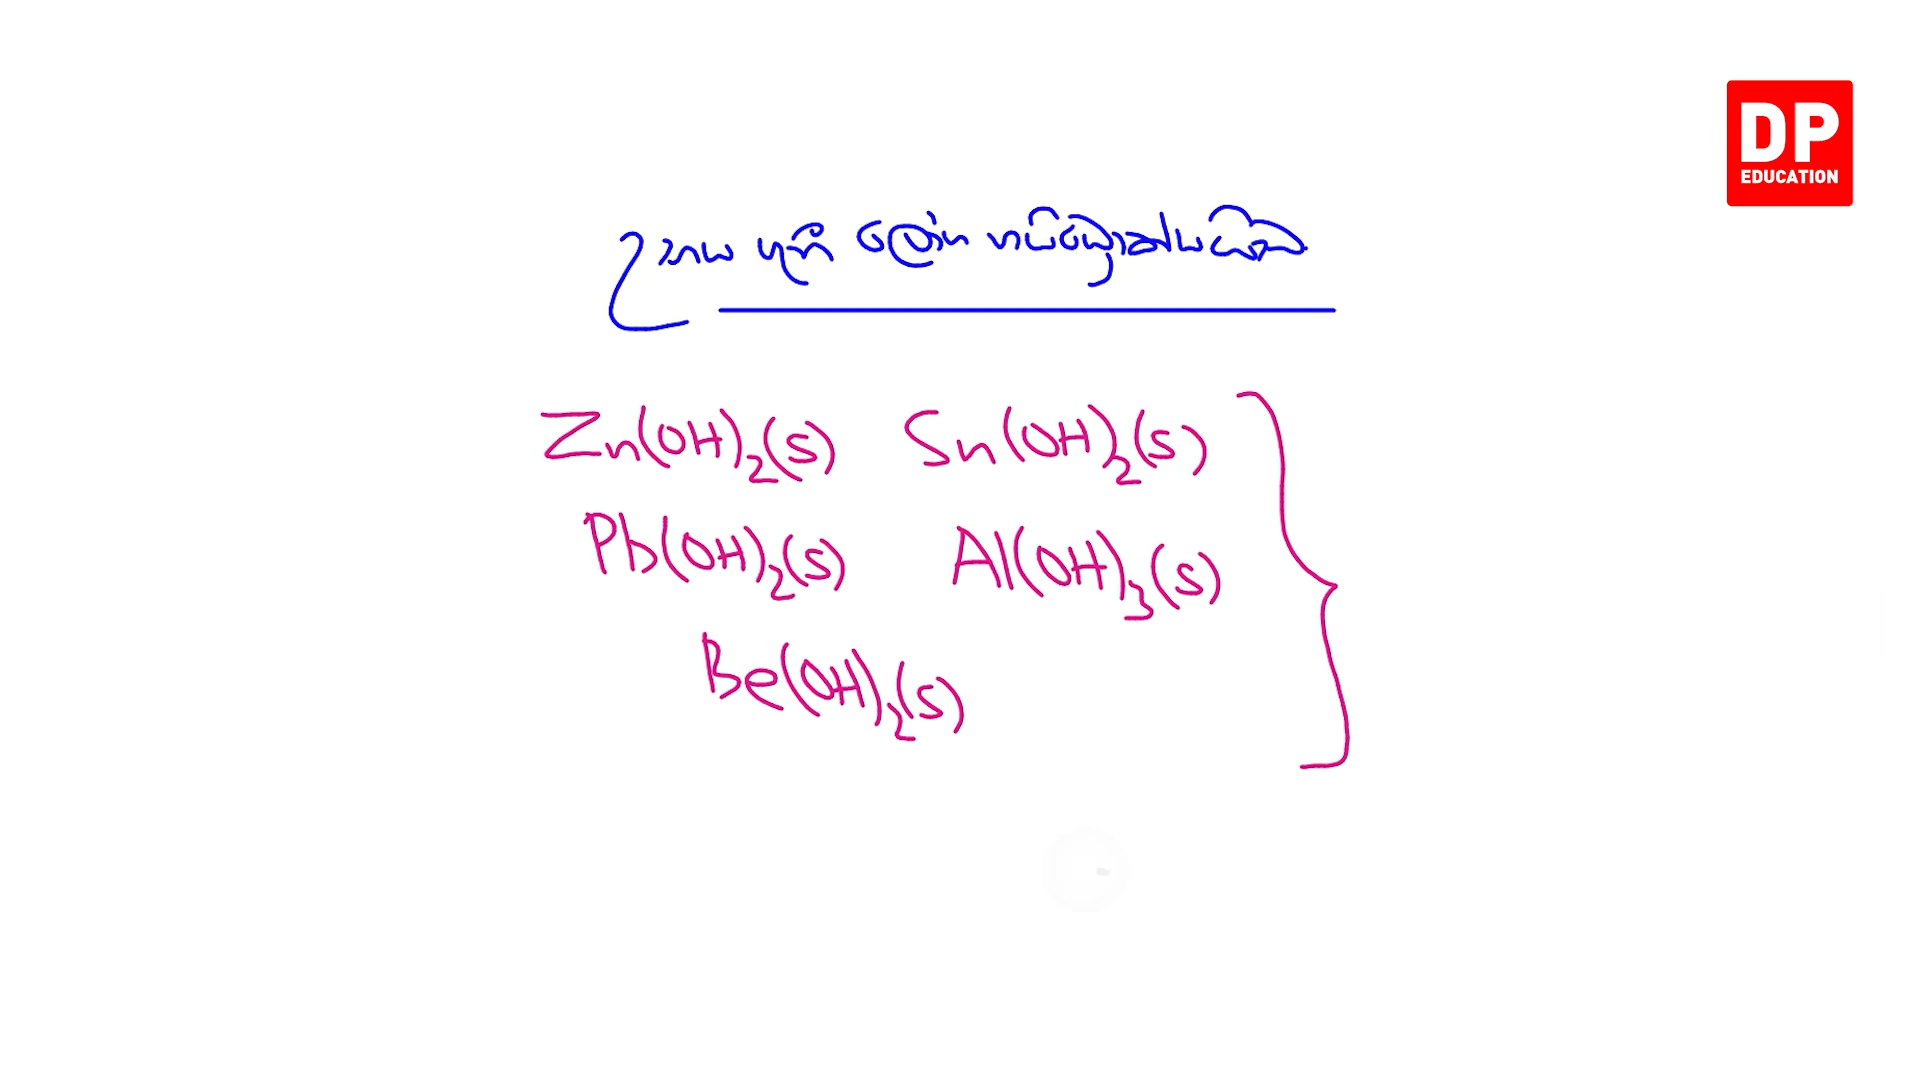 DP
EDUCATION
උභය ගුණී ලෝහ හයිඩ්‍රොක්සයිඩ
Zn(OH)₂(s) Sn(OH)₂(s)
Pb(OH)₂(s) Al(OH)₃(s)
Be(OH)₂(s)